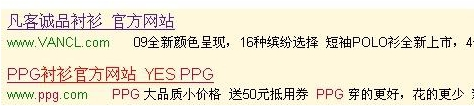 凡客诚品衬衫 官方网站
www.VANCL.com 09全新颜色呈现，16种缤纷选择 短袖POLO衫全新上市，4
PPG衬衫官方网站 YES PPG
www.ppg.com PPG 大品质小价格 送50元抵用券 PPG 穿的更好，花的更少